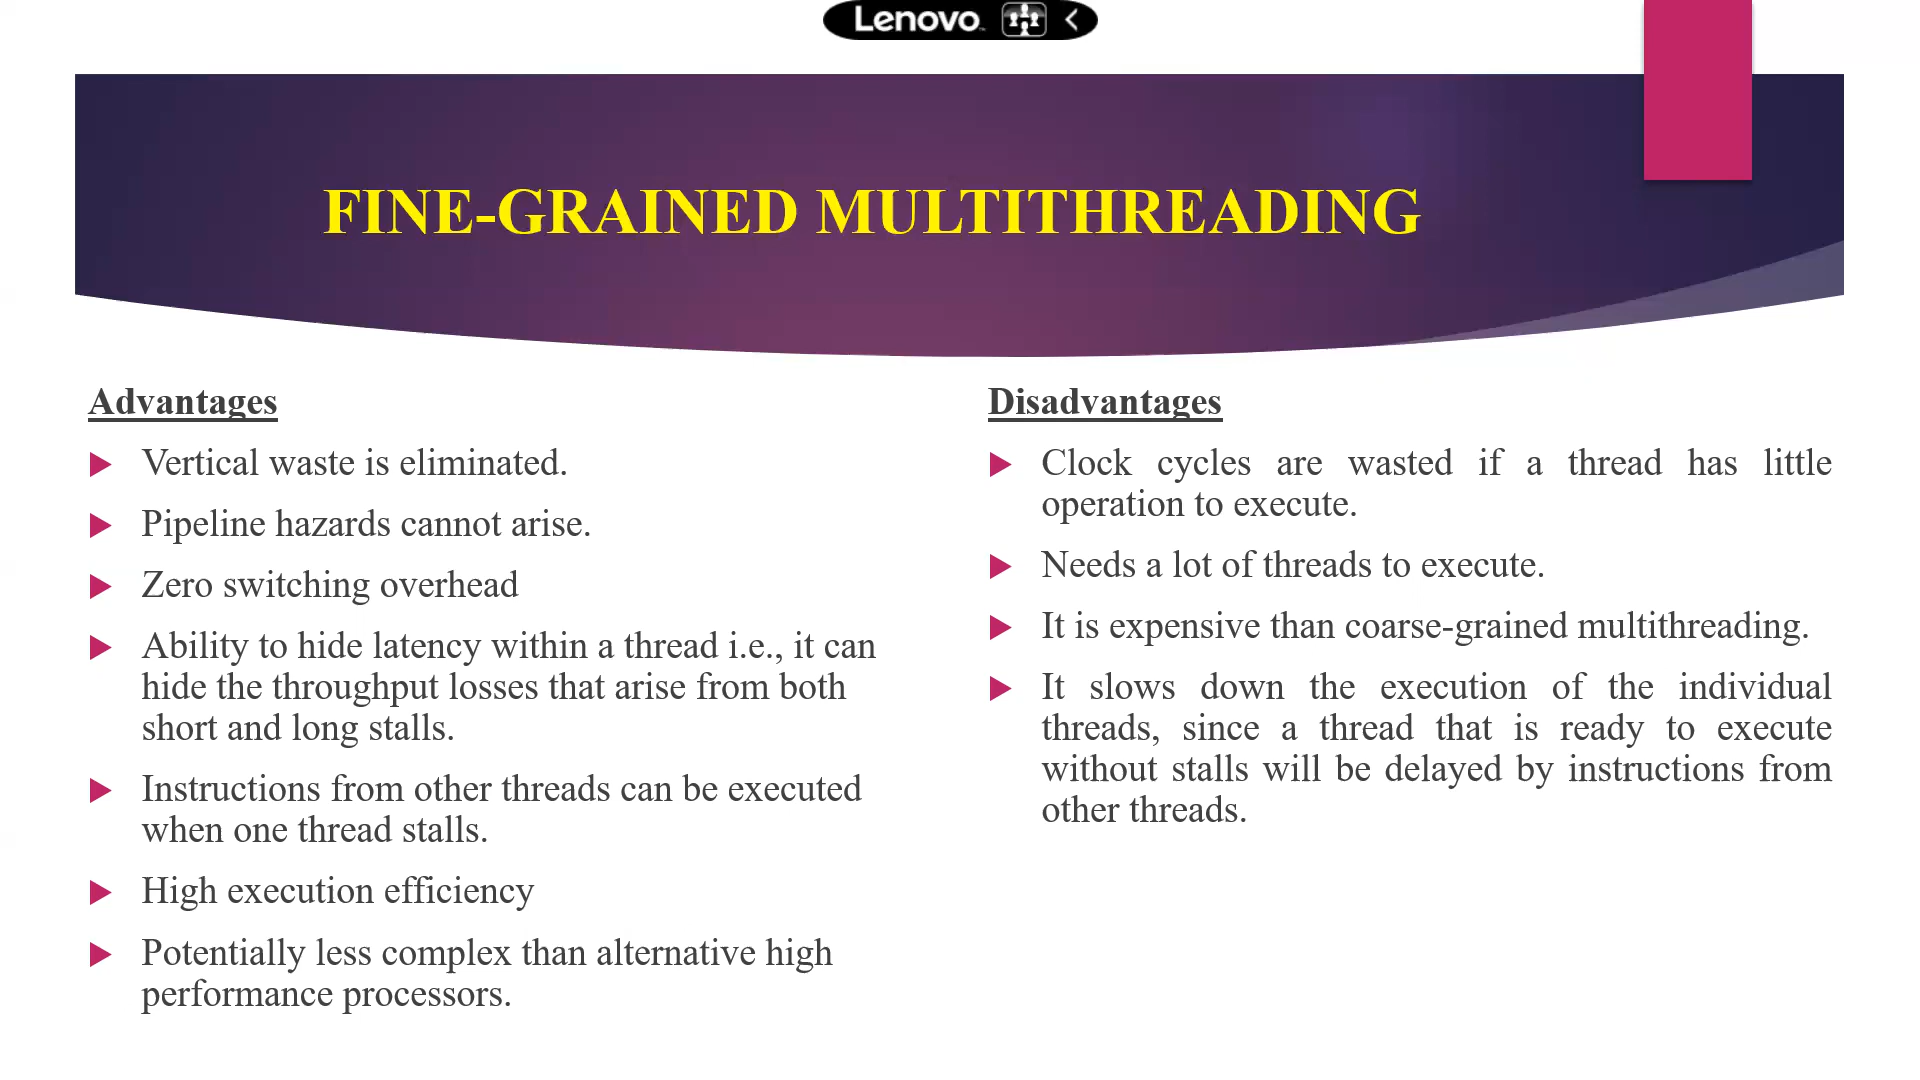 Lenovo
FINE-GRAINED MULTITHREADING
Advantages
Vertical waste is eliminated.
Pipeline hazards cannot arise.
Zero switching overhead
Ability to hide latency within a thread i.e., it can
hide the throughput losses that arise from both
short and long stalls.
Instructions from other threads can be executed
when one thread stalls.
High execution efficiency
Potentially less complex than alternative high
performance processors.
Disadvantages
Clock cycles are wasted if a thread has little
operation to execute.
Needs a lot of threads to execute.
It is expensive than coarse-grained multithreading.
It slows down the execution of the individual
threads, since a thread that is ready to execute
without stalls will be delayed by instructions from
other threads.